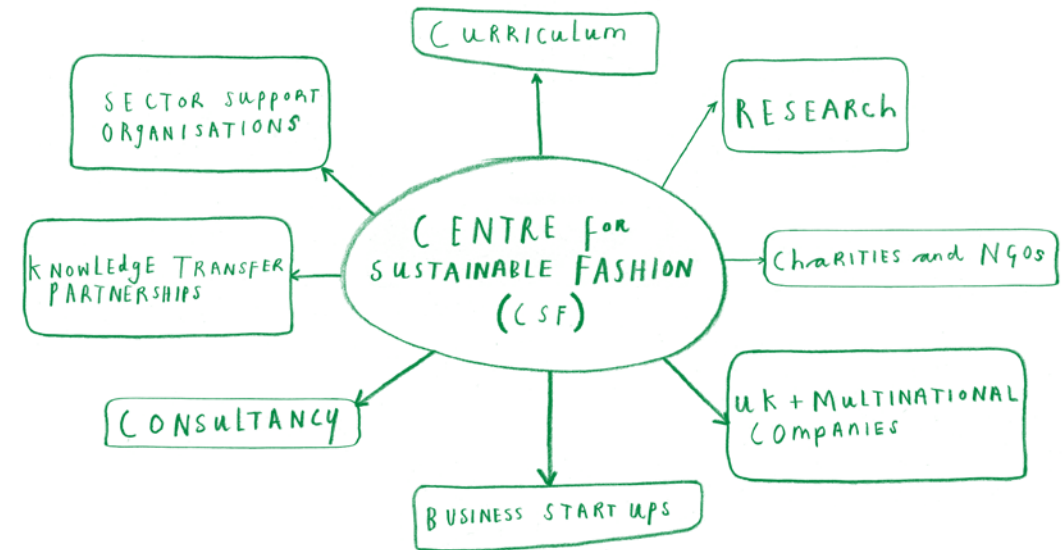 CURRICULUM
SECTOR SUPPORT
ORGANISATIONS
RESEARCH
CENTRE for
SUSTAINABLE FASHION
(CSF)
KNOWLEDGE TRANSFER
PARTNERSHIPS
CHARITIES and NGOs
CONSULTANCY
UK + MULTINATIONAL
COMPANIES
BUSINESS START UPS